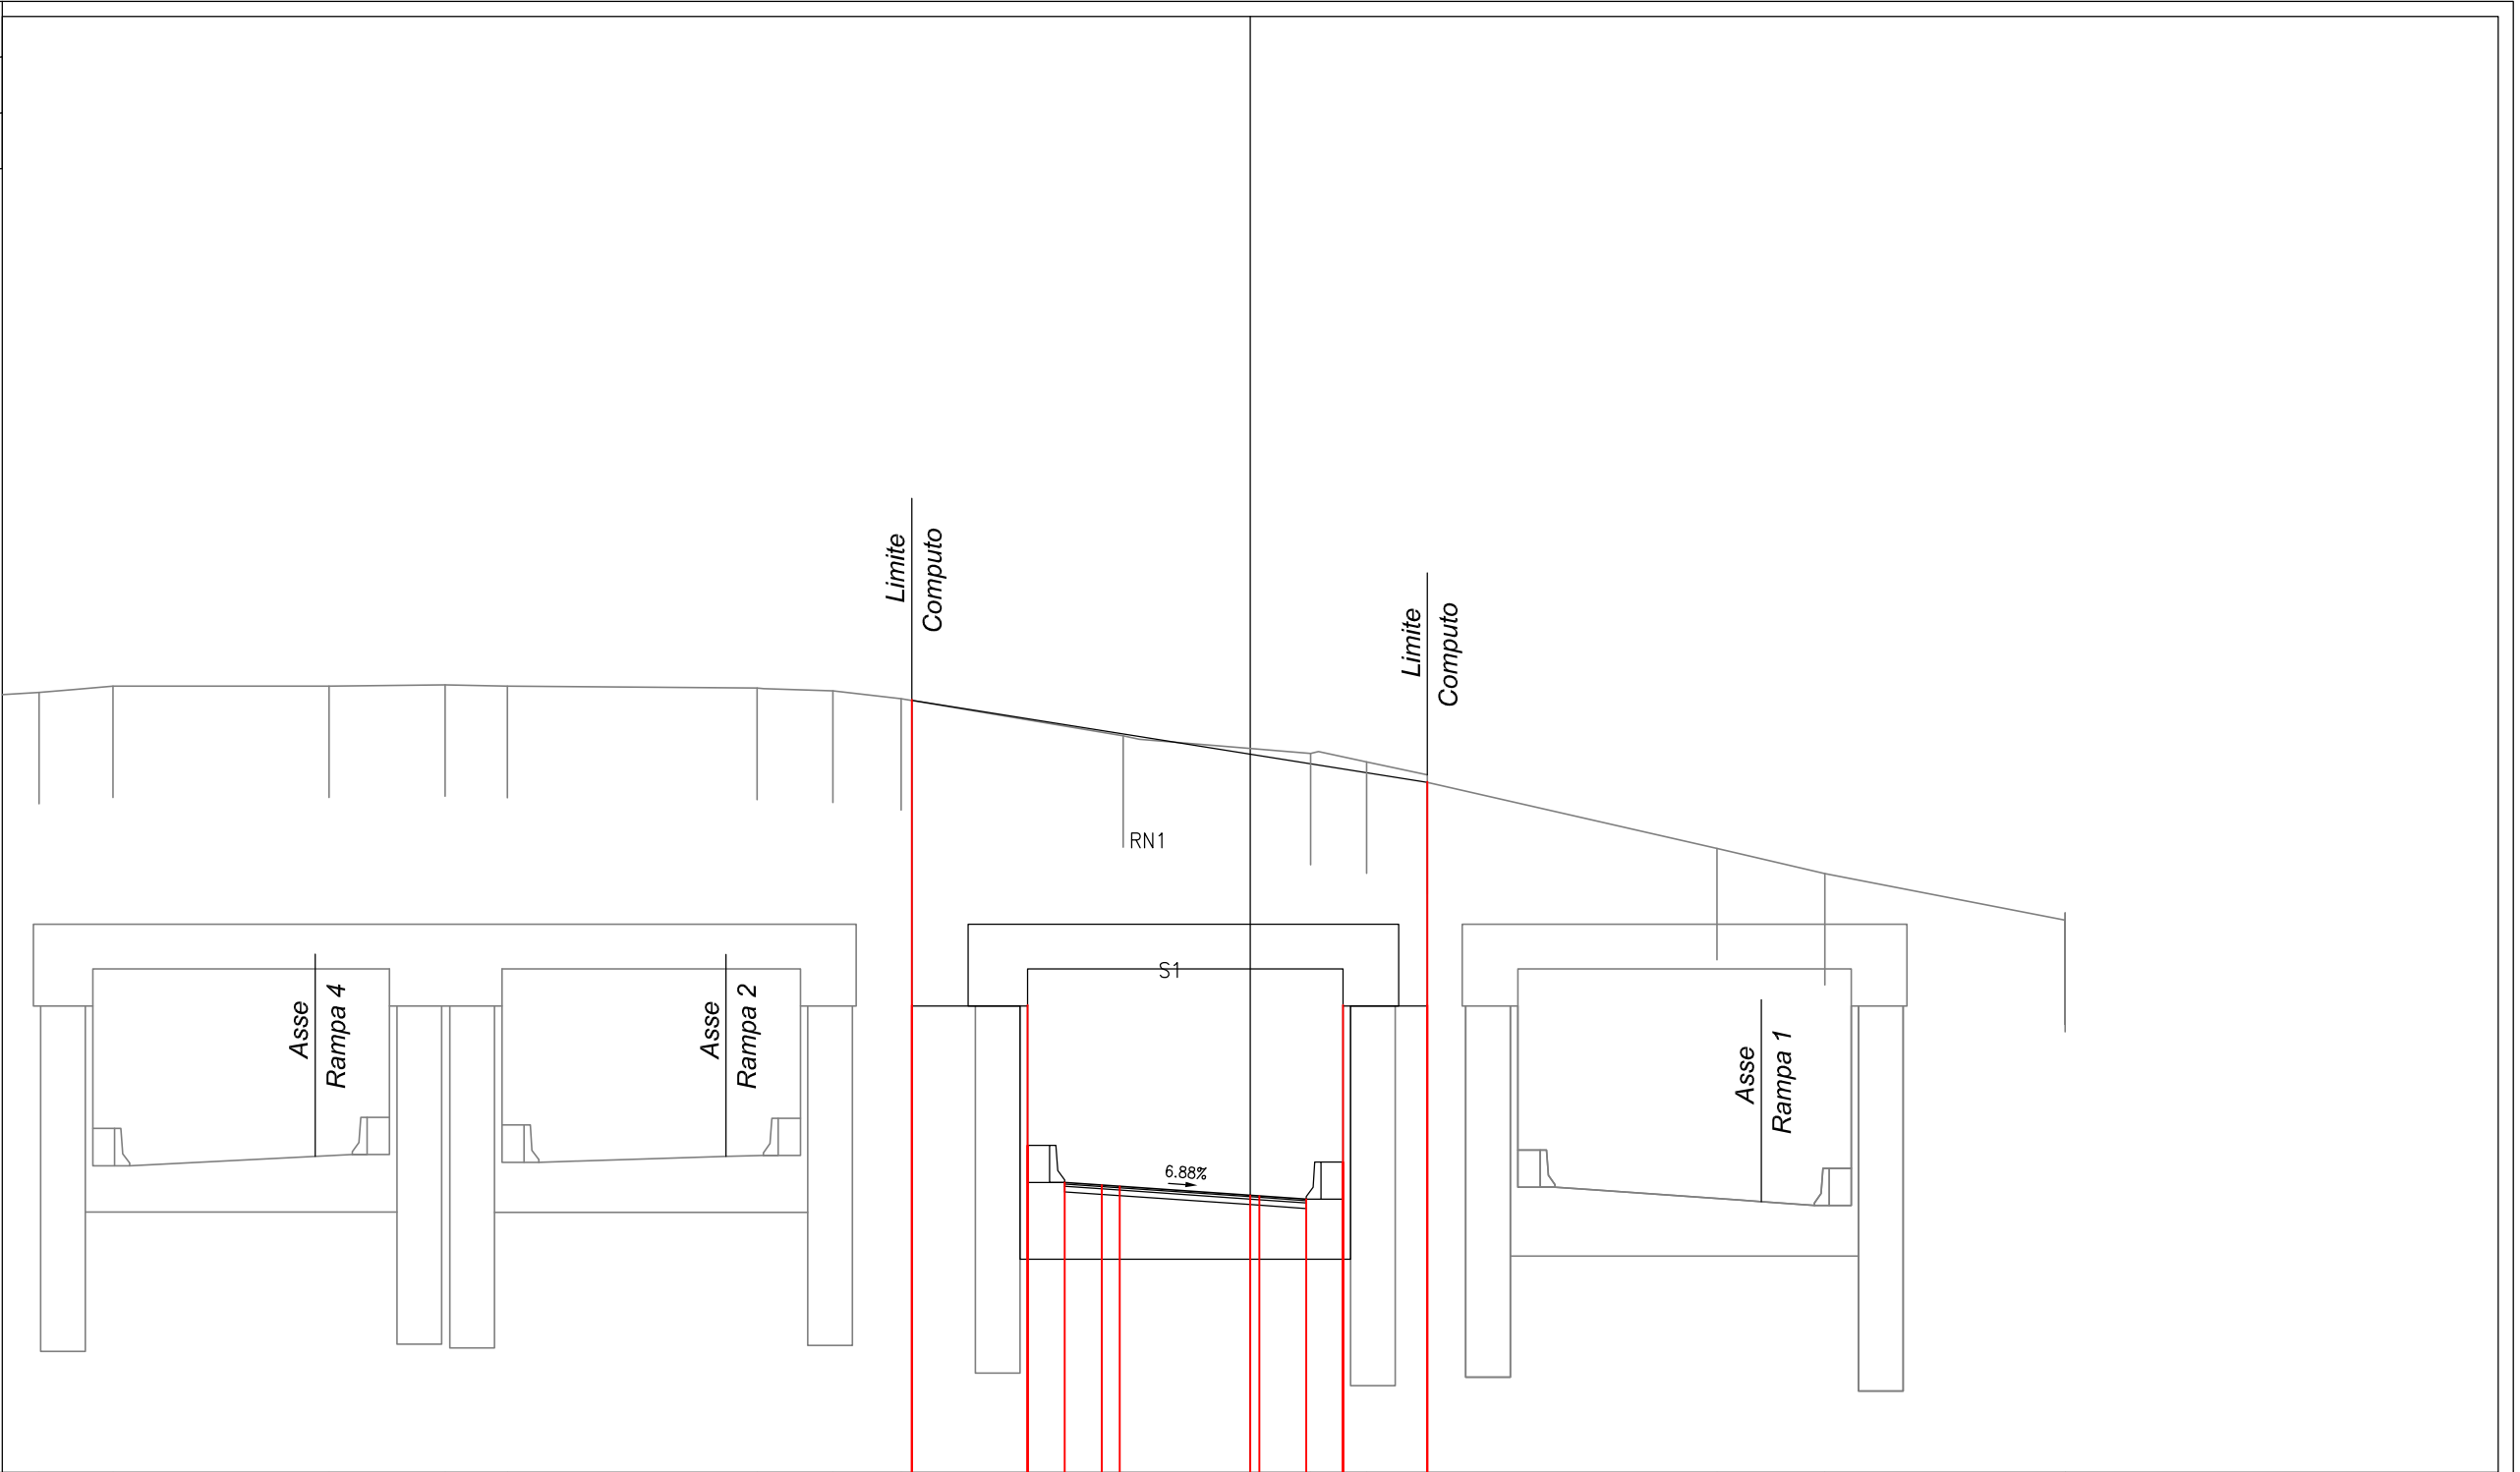 Limite
Computo
Limite
Computo
RN1
S1
Asse
Rampa 4
Asse
Rampa 2
Asse
Rampa 1
6.88%